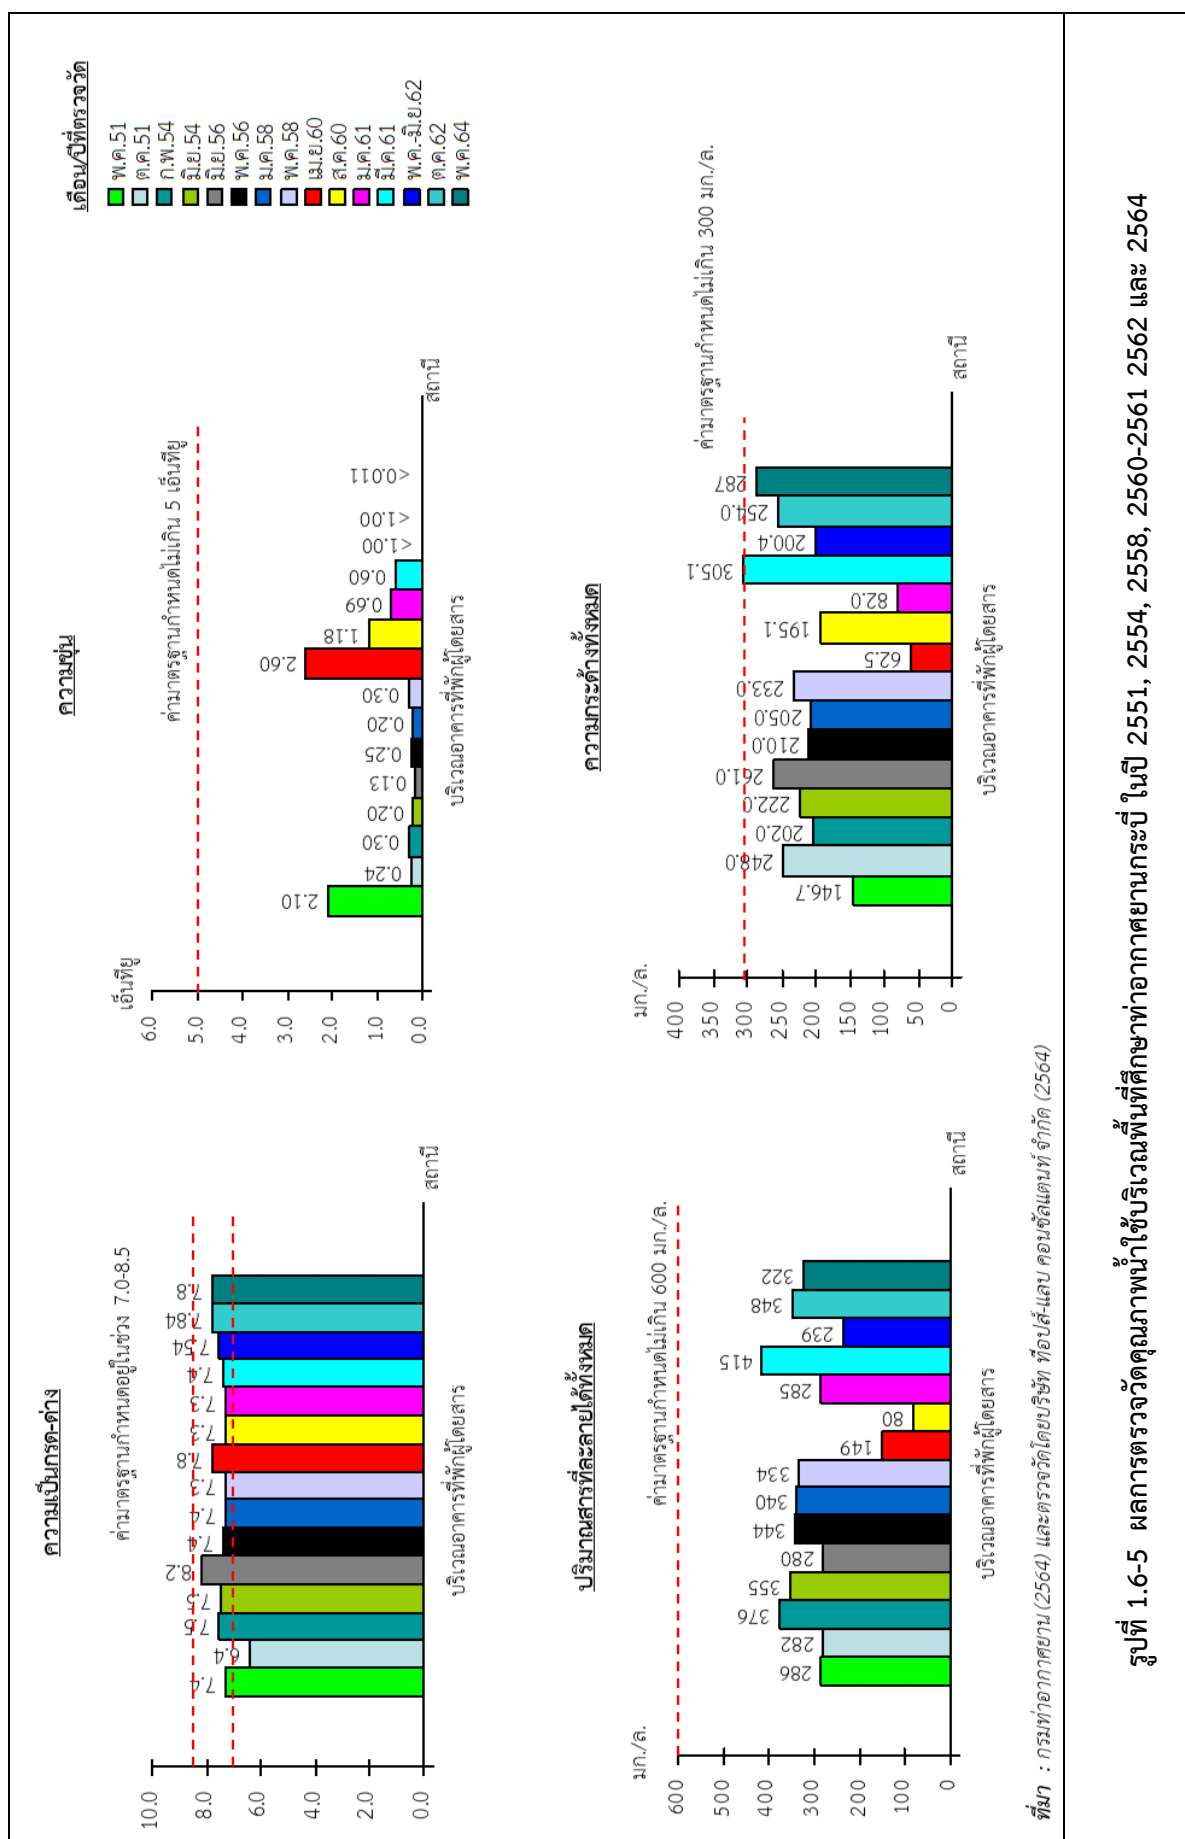 ความเป็นกรด-ด่าง
ค่ามาตรฐานกำหนดอยู่ในช่วง 7.0-8.5
10.0
8.0
6.0
4.0
2.0
0.0
7.4
6.4
7.5
7.5
8.2
7.4
7.4
7.3
7.8
7.3
7.3
7.4
7.54
7.84
7.8
บริเวณอาคารที่พักผู้โดยสาร
สถานี
ความขุ่น
เอ็นทียู
ค่ามาตรฐานกำหนดไม่เกิน 5 เอ็นทียู
6.0
5.0
4.0
3.0
2.0
1.0
0.0
2.10
0.24
0.30
0.20
0.13
0.25
0.20
0.30
2.60
1.18
0.69
0.60
<1.00
<1.00
<0.011
บริเวณอาคารที่พักผู้โดยสาร
สถานี
เดือน/ปีที่ตรวจวัด
พ.ค.51
ต.ค.51
ก.พ.54
มิ.ย.54
มิ.ย.56
พ.ค.56
ม.ค.58
พ.ค.58
เม.ย.60
ส.ค.60
ม.ค.61
มี.ค.61
พ.ค.-มิ.ย.62
ต.ค.62
พ.ค.64
ปริมาณสารที่ละลายได้ทั้งหมด
มก./ล.
ค่ามาตรฐานกำหนดไม่เกิน 600 มก./ล.
600
500
400
300
200
100
0
286
282
376
355
280
344
340
334
149
80
285
415
239
348
322
บริเวณอาคารที่พักผู้โดยสาร
สถานี
ความกระด้างทั้งหมด
มก./ล.
ค่ามาตรฐานกำหนดไม่เกิน 300 มก./ล.
400
350
300
250
200
150
100
50
0
146.7
248.0
202.0
222.0
261.0
210.0
205.0
233.0
62.5
195.1
82.0
305.1
200.4
254.0
287
บริเวณอาคารที่พักผู้โดยสาร
สถานี
ที่มา : กรมท่าอากาศยาน (2564) และตรวจวัดโดยบริษัท ท็อปส์-แลบ คอนซัลแตนท์ จำกัด (2564)
รูปที่ 1.6-5 ผลการตรวจวัดคุณภาพน้ำใช้บริเวณพื้นที่ศึกษาท่าอากาศยานกระบี่ ในปี 2551, 2554, 2558, 2560-2561 2562 และ 2564